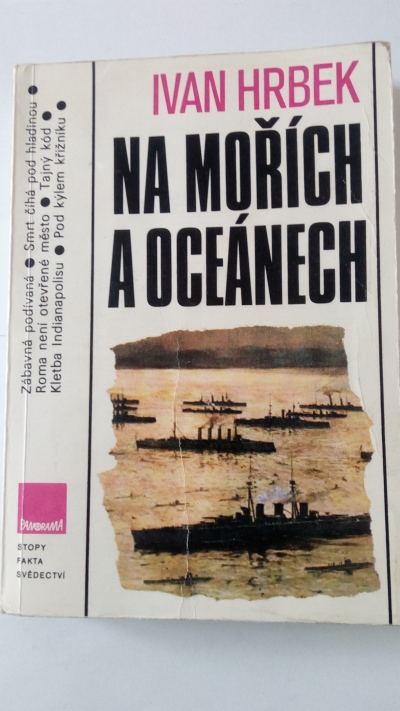 IVAN HRBEK
NA MOŘÍCH
A OCEÁNECH
Zábavná podívaná ● Smrt číhá pod hladinou ●
Roma není otevřené město ● Tajný kód ●
Kletba Indianapolisu ● Pod kýlem křižníku ●
PANORAMA
STOPY
FAKTA
SVĚDECTVÍ